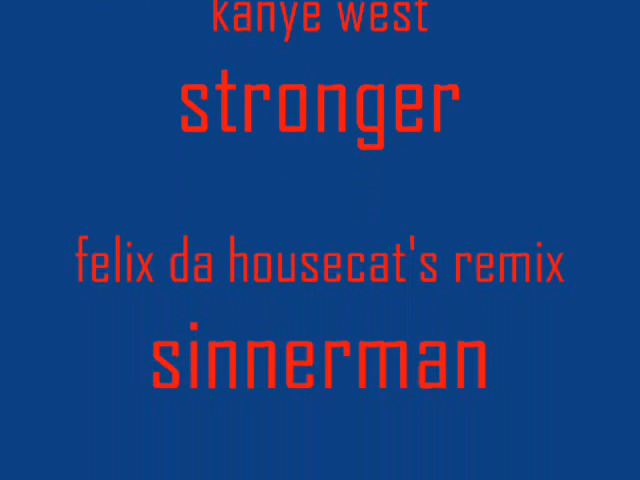 kanye west
stronger
felix da housecat's remix
sinnerman